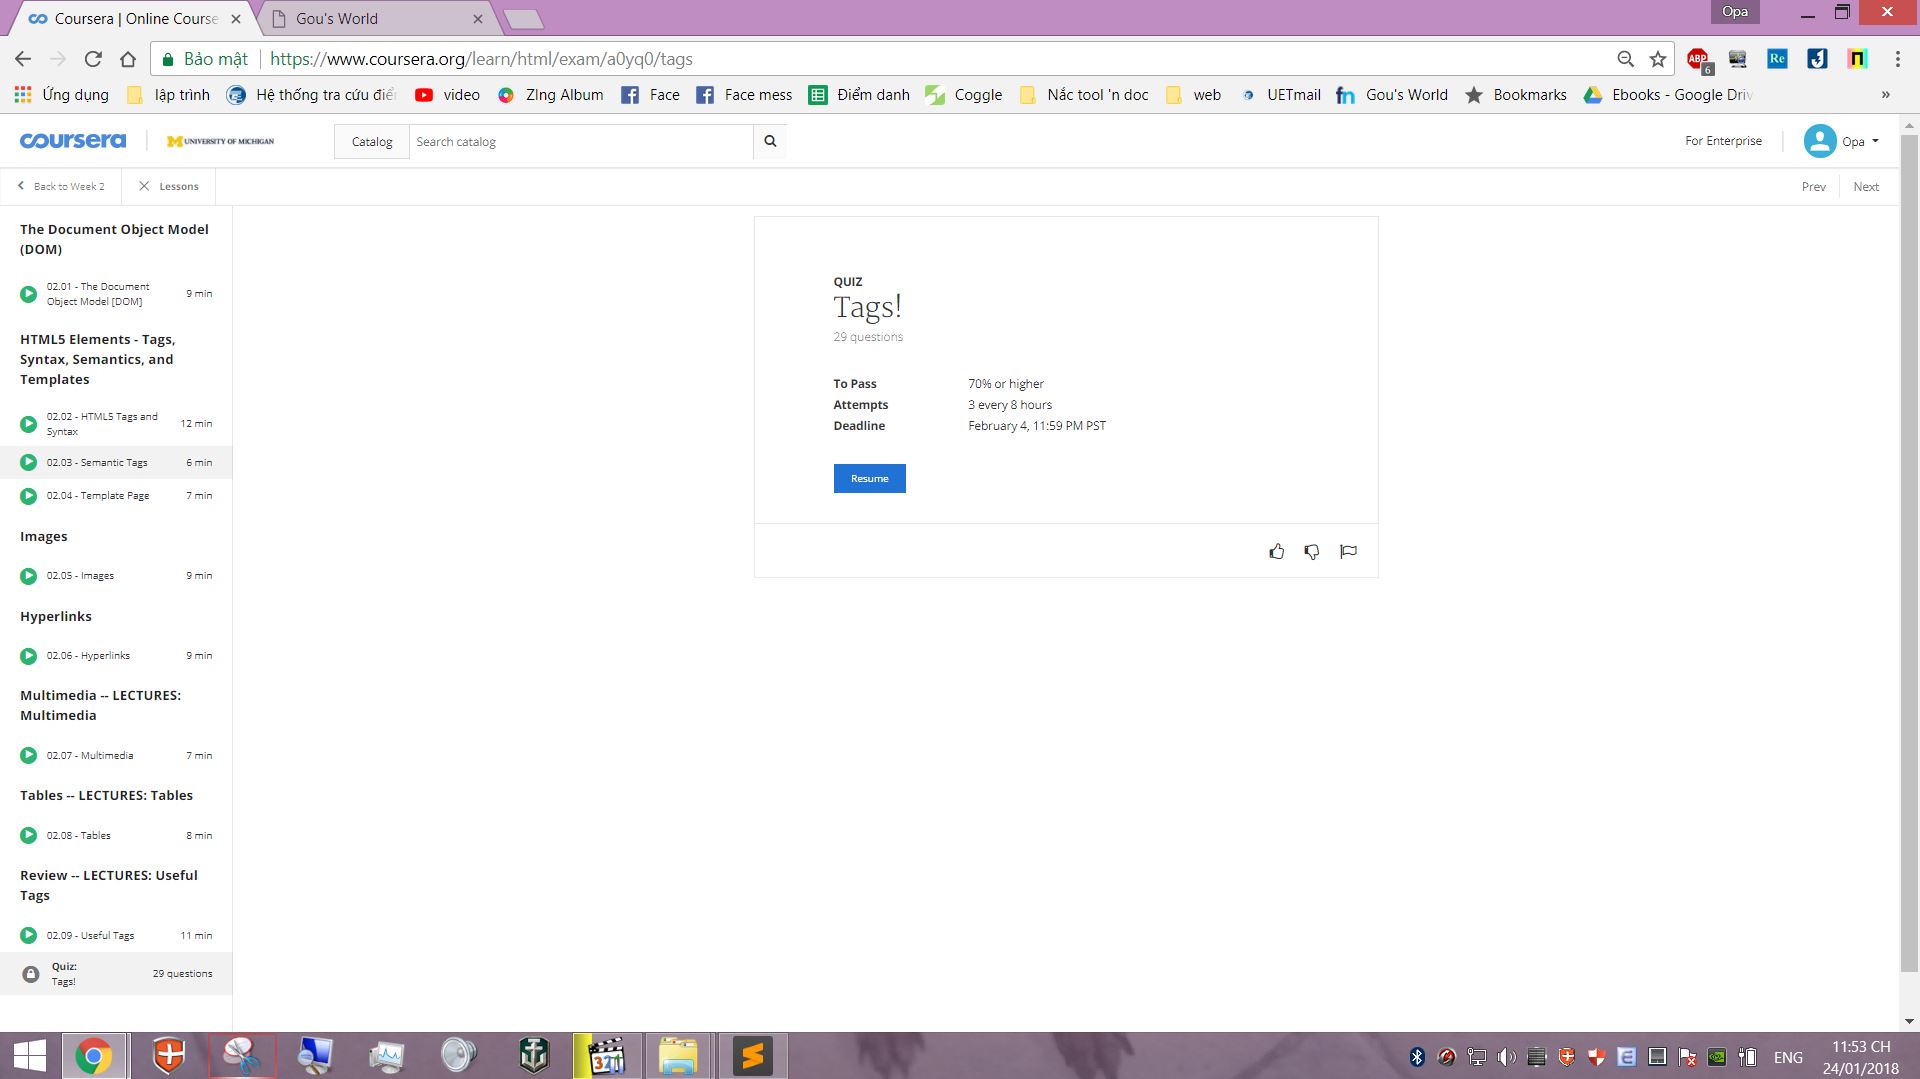 Coursera | Online Course
Gou's World
Opa
Bảo mật
https://www.coursera.org/learn/html/exam/a0yq0/tags
ABP
6
Re
Ứng dụng
lập trình
Hệ thống tra cứu điể
video
ZIng Album
Face
Face mess
Điểm danh
Coggle
Nắc tool 'n doc
web
UETmail
Gou's World
Bookmarks
Ebooks - Google Driv
»
coursera
M UNIVERSITY OF MICHIGAN
Catalog
Search catalog
For Enterprise
Opa
Back to Week 2
Lessons
Prev
Next
The Document Object Model
(DOM)
02.01 - The Document
Object Model [DOM]
9 min
HTML5 Elements - Tags,
Syntax, Semantics, and
Templates
02.02 - HTML5 Tags and
Syntax
12 min
02.03 - Semantic Tags
6 min
02.04 - Template Page
7 min
Images
02.05 - Images
9 min
Hyperlinks
02.06 - Hyperlinks
9 min
Multimedia -- LECTURES:
Multimedia
02.07 - Multimedia
7 min
Tables -- LECTURES: Tables
02.08 - Tables
8 min
Review -- LECTURES: Useful
Tags
02.09 - Useful Tags
11 min
Quiz:
Tags!
29 questions
QUIZ
Tags!
29 questions
To Pass
70% or higher
Attempts
3 every 8 hours
Deadline
February 4, 11:59 PM PST
Resume
321
ENG
11:53 CH
24/01/2018